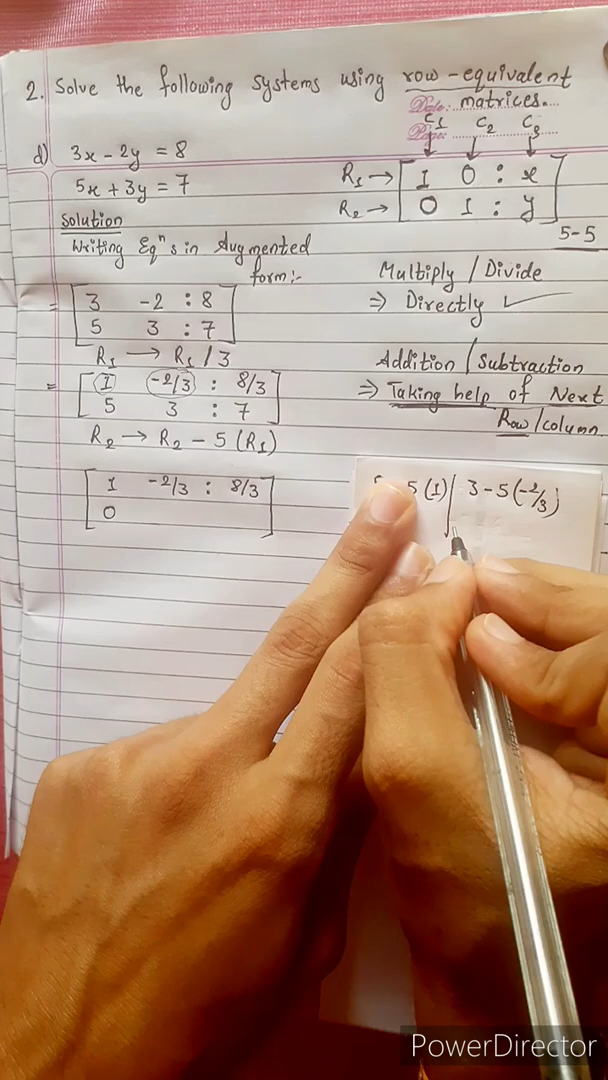 2. Solve the following systems using row-equivalent
matrices.
Date:
Page:
C1 C2 C3
d) 3x - 2y = 8
5x + 3y = 7
R1 → [ 1 0 : x ]
R2 → [ 0 1 : y ]
5-5
Solution
Writing Eqⁿs in Augmented
form:-
= [ 3 -2 : 8
5 3 : 7 ]
R1 → R1 / 3
= [ 1 -2/3 : 8/3
5 3 : 7 ]
R2 → R2 - 5 (R1)
[ 1 -2/3 : 8/3
0 ]
Multiply / Divide
⇒ Directly
Addition / Subtraction
⇒ Taking help of Next
Row/column
5 (1) | 3-5(-2/3)
PowerDirector